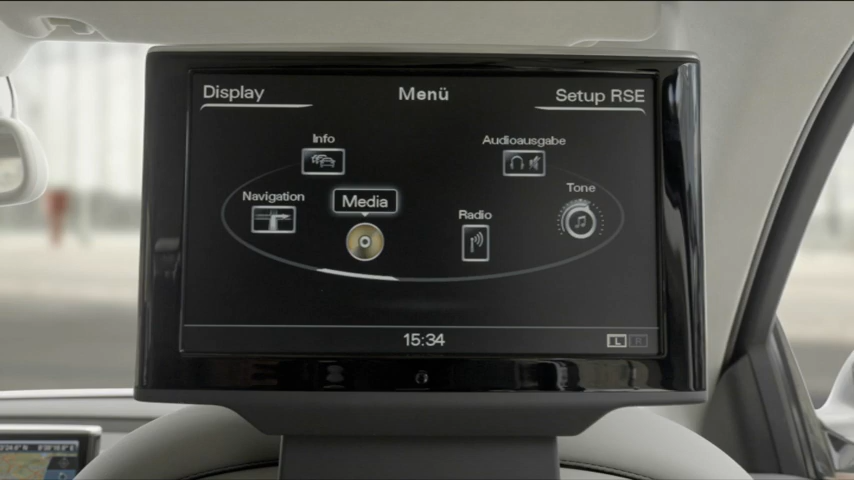 Display Menü Setup RSE
Info
Audioausgabe
Navigation
Media
Radio
Tone
15:34
L R